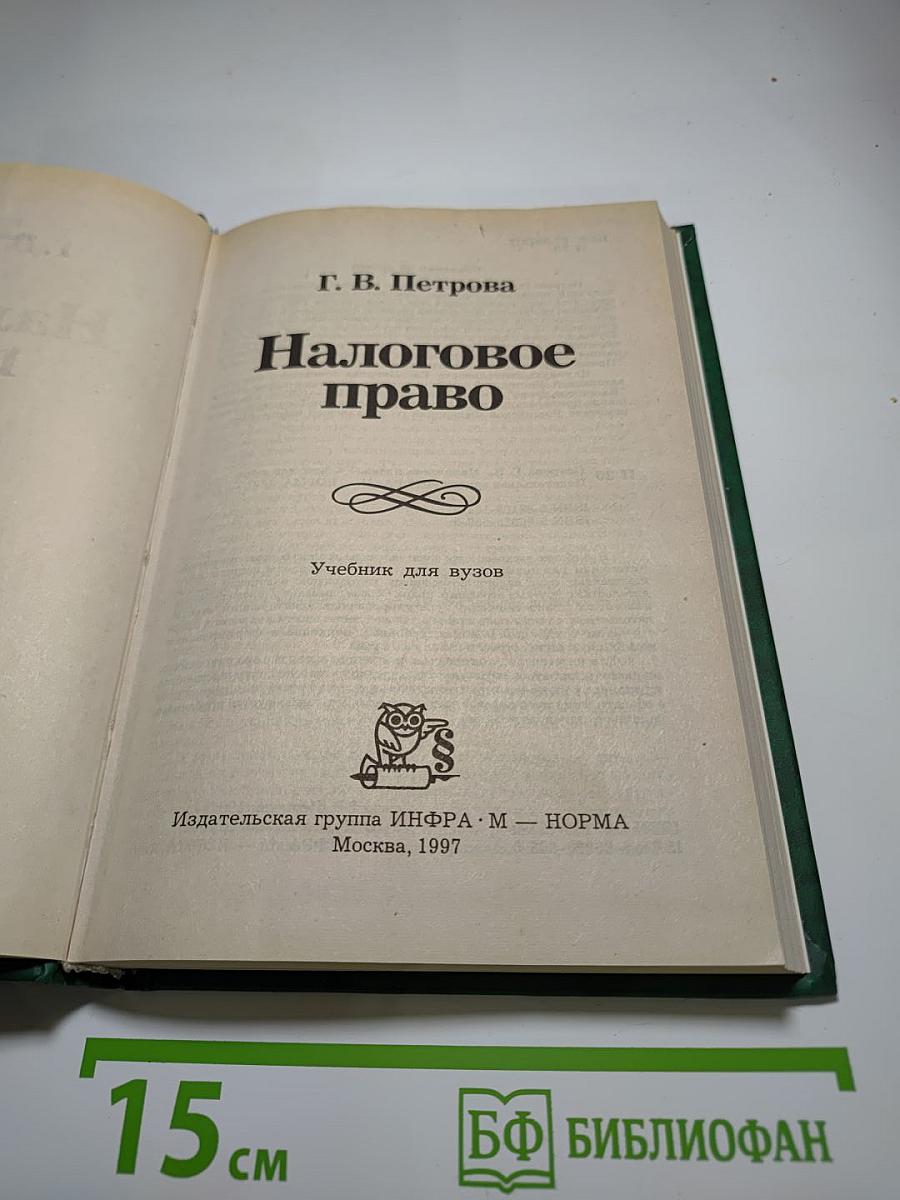 Г. В. Петрова
Налоговое
право
Учебник для вузов
§
Издательская группа ИНФРА · М — НОРМА
Москва, 1997
15 см
БФ БИБЛИОФАН